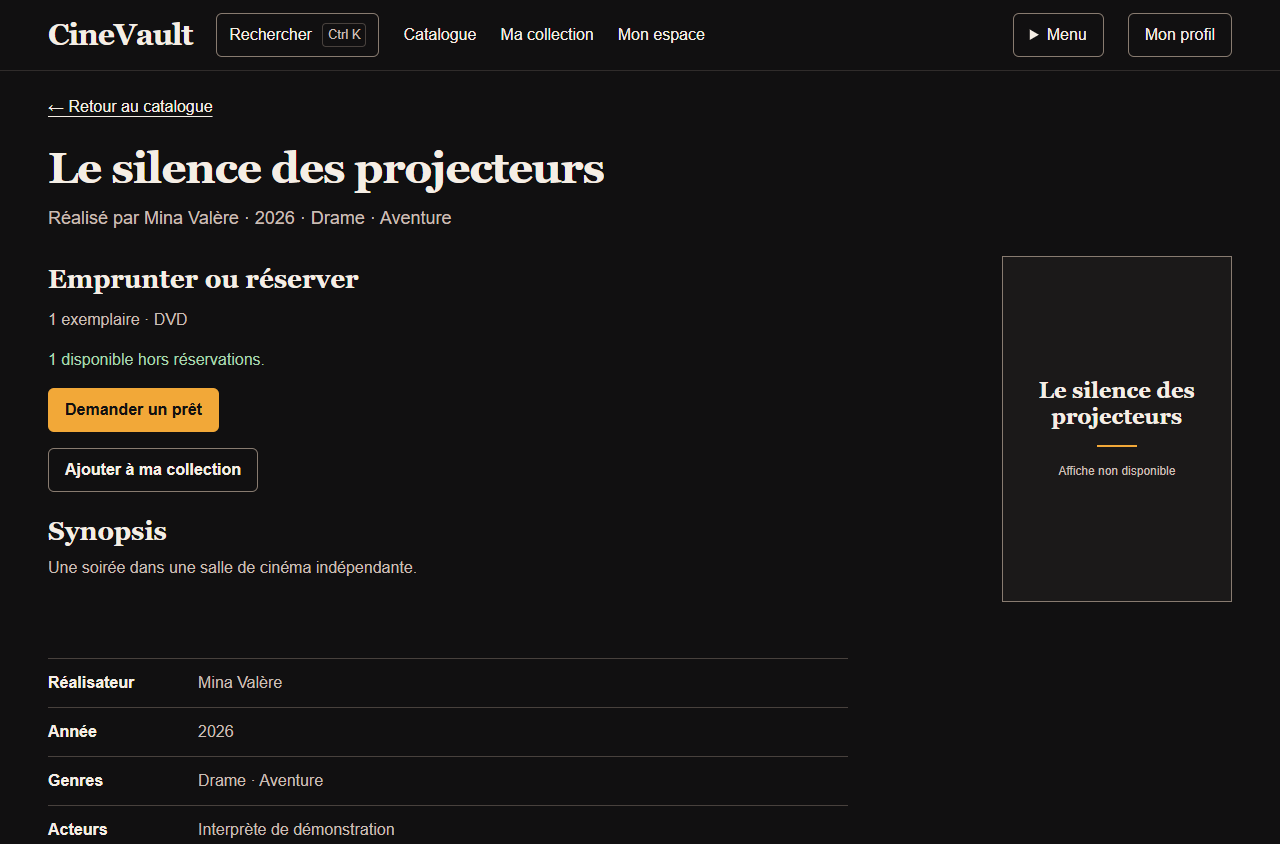 CineVault
Rechercher Ctrl K
Catalogue
Ma collection
Mon espace
▶ Menu
Mon profil
← Retour au catalogue
Le silence des projecteurs
Réalisé par Mina Valère · 2026 · Drame · Aventure
Emprunter ou réserver
1 exemplaire · DVD
1 disponible hors réservations.
Demander un prêt
Ajouter à ma collection
Synopsis
Une soirée dans une salle de cinéma indépendante.
Le silence des
projecteurs
Affiche non disponible
Réalisateur Mina Valère
Année 2026
Genres Drame · Aventure
Acteurs Interprète de démonstration